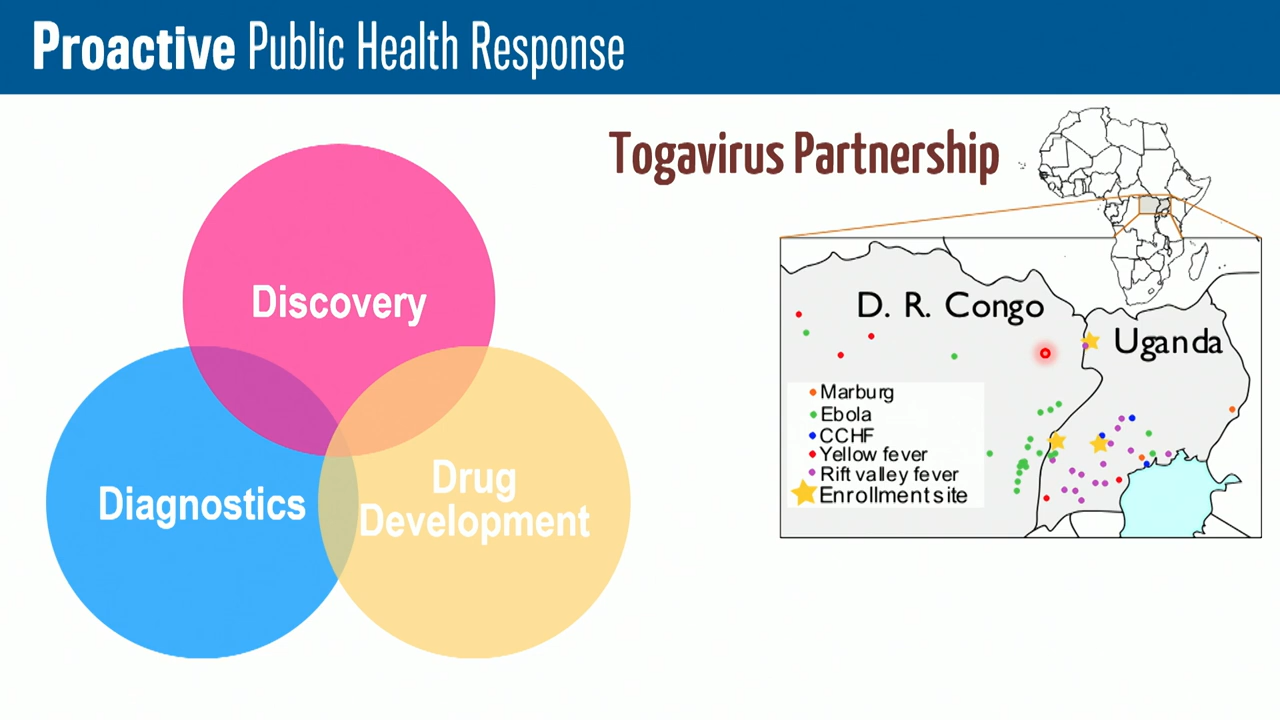 Proactive Public Health Response
Togavirus Partnership
Discovery
Diagnostics
Drug
Development
D. R. Congo
Uganda
Marburg
Ebola
CCHF
Yellow fever
Rift valley fever
Enrollment site